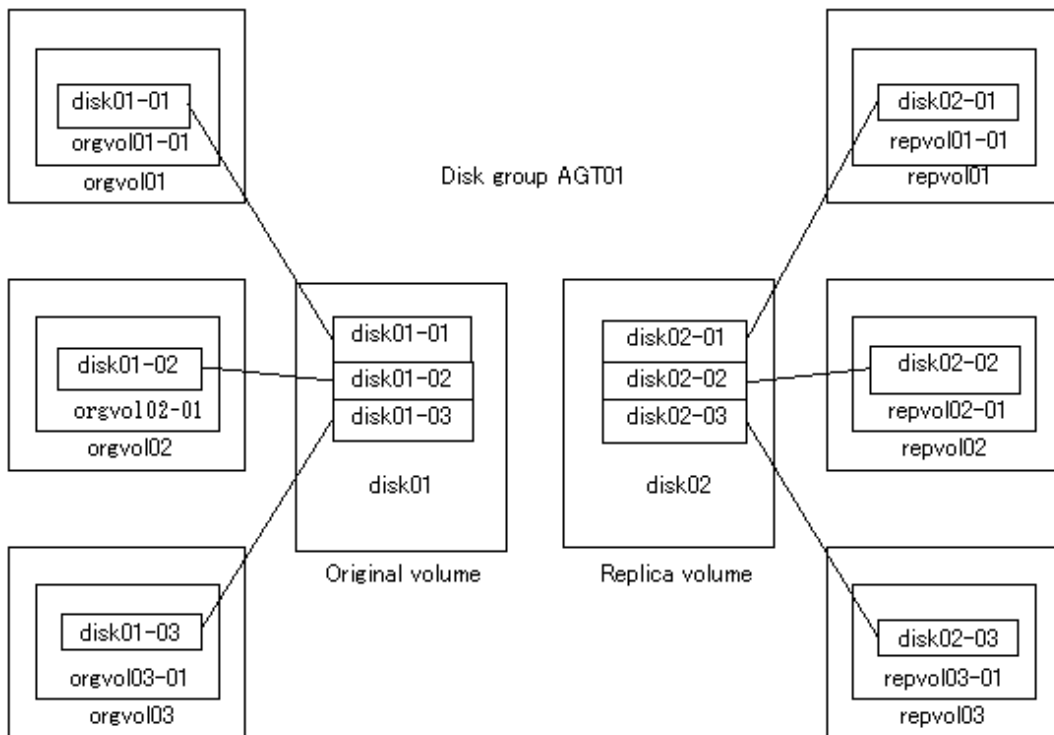 disk01-01
orgvol01-01
orgvol01
disk02-01
repvol01-01
repvol01
Disk group AGT01
disk01-02
orgvol02-01
orgvol02
disk01-01
disk01-02
disk01-03
disk01
Original volume
disk02-01
disk02-02
disk02-03
disk02
Replica volume
disk02-02
repvol02-01
repvol02
disk01-03
orgvol03-01
orgvol03
disk02-03
repvol03-01
repvol03